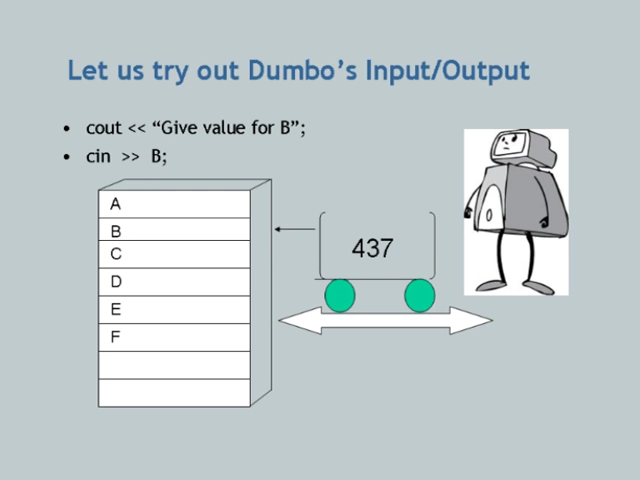 Let us try out Dumbo’s Input/Output
• cout << “Give value for B”;
• cin >> B;
A
B
C
D
E
F
437